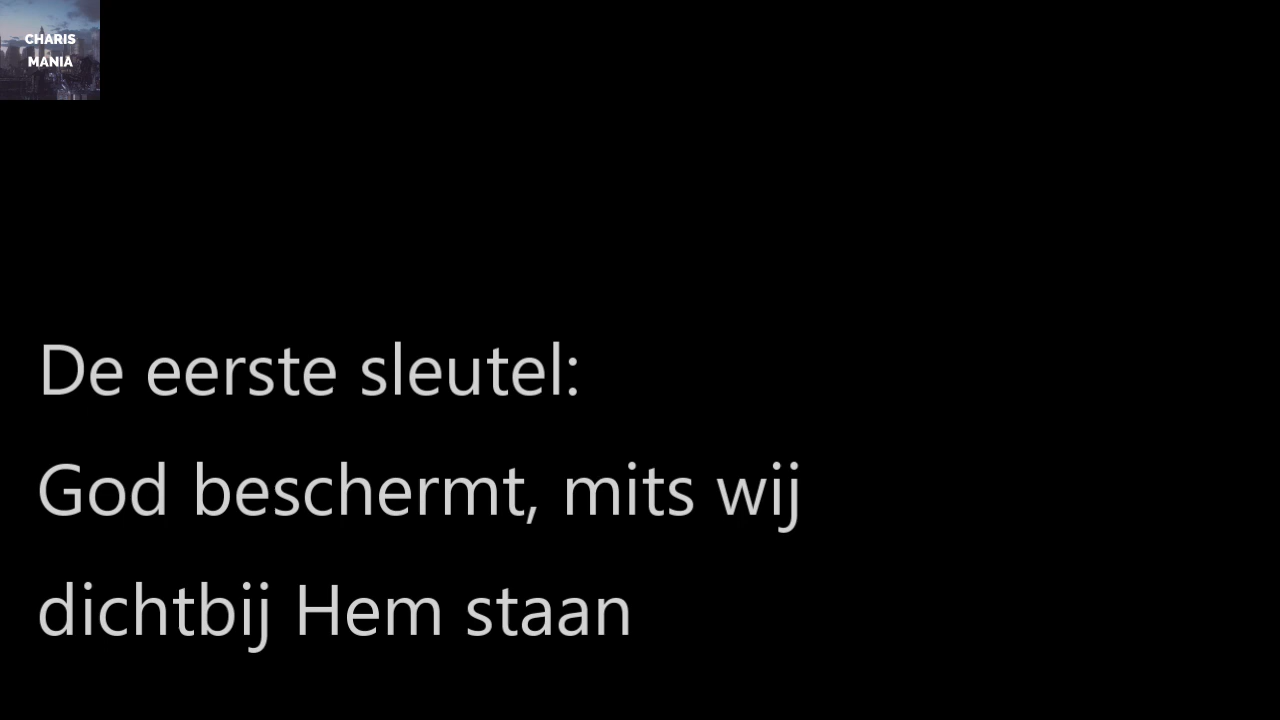 CHARIS
MANIA
De eerste sleutel:
God beschermt, mits wij
dichtbij Hem staan